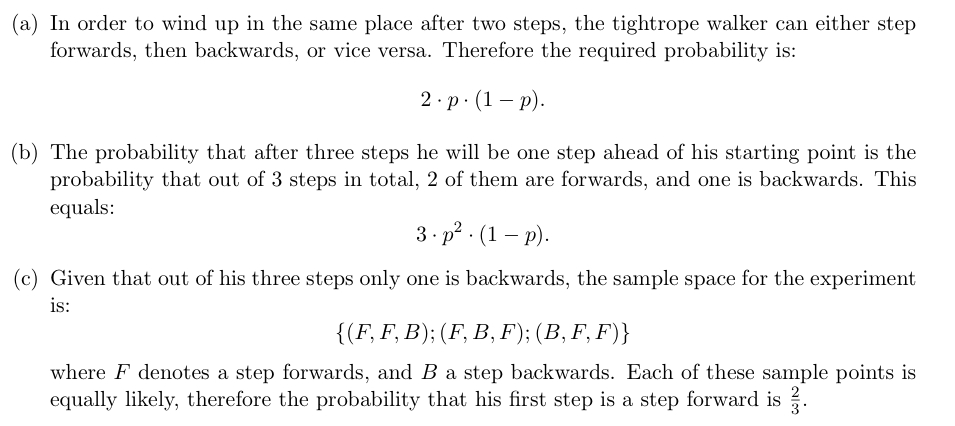 (a) In order to wind up in the same place after two steps, the tightrope walker can either step
forwards, then backwards, or vice versa. Therefore the required probability is:
2 · p · (1 − p).
(b) The probability that after three steps he will be one step ahead of his starting point is the
probability that out of 3 steps in total, 2 of them are forwards, and one is backwards. This
equals:
3 · p² · (1 − p).
(c) Given that out of his three steps only one is backwards, the sample space for the experiment
is:
{(F, F, B); (F, B, F); (B, F, F)}
where F denotes a step forwards, and B a step backwards. Each of these sample points is
equally likely, therefore the probability that his first step is a step forward is 2/3.